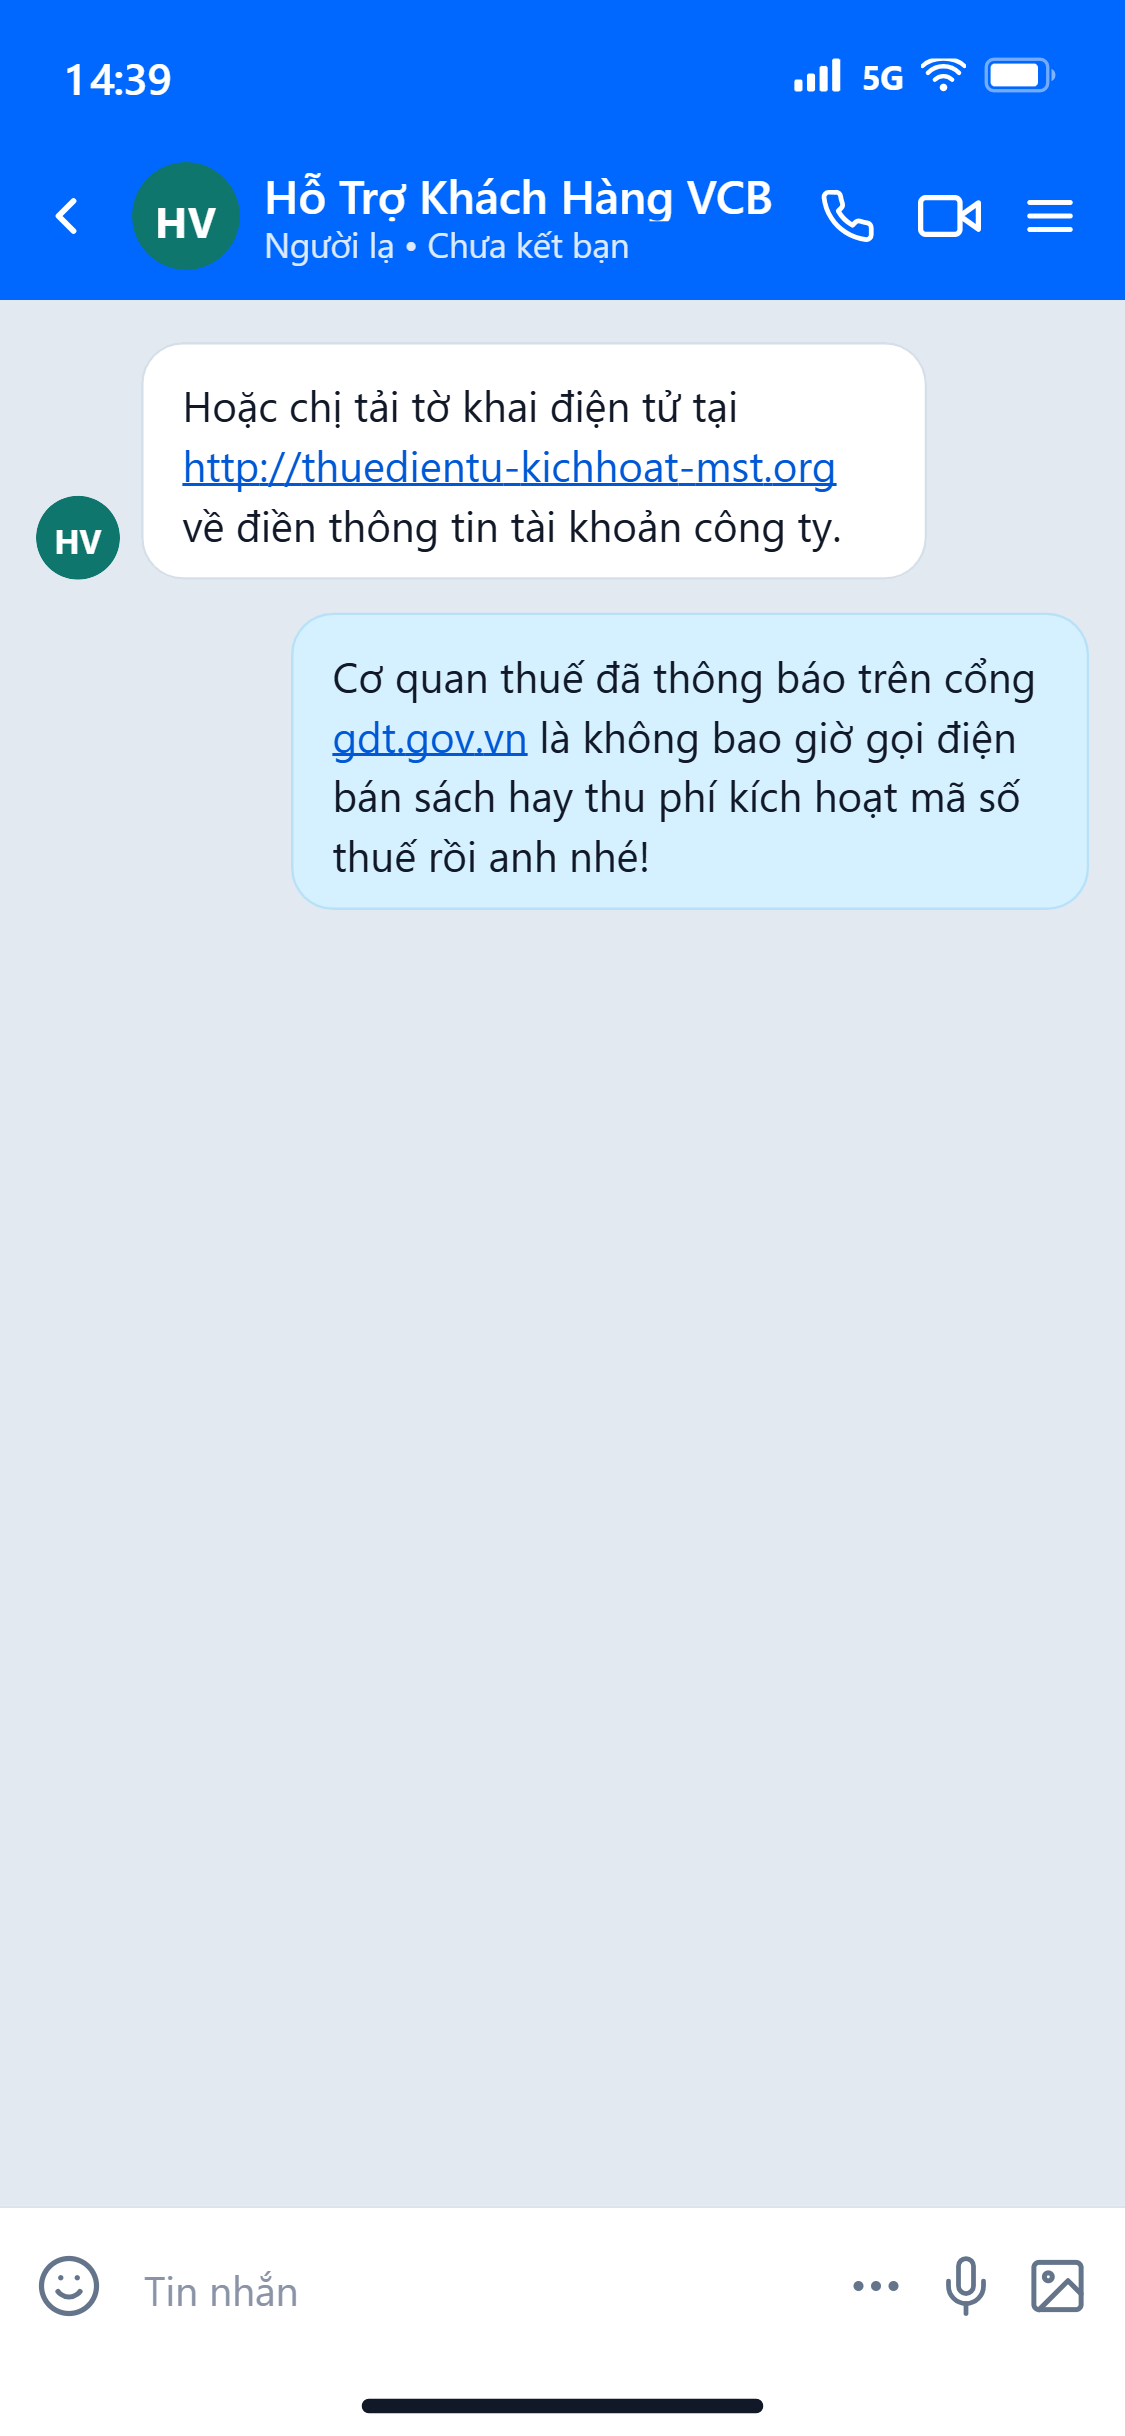 14:39
5G
HV
Hỗ Trợ Khách Hàng VCB
Người lạ • Chưa kết bạn
Hoặc chị tải tờ khai điện tử tại
http://thuedientu-kichhoat-mst.org
về điền thông tin tài khoản công ty.
HV
Cơ quan thuế đã thông báo trên cổng
gdt.gov.vn là không bao giờ gọi điện
bán sách hay thu phí kích hoạt mã số
thuế rồi anh nhé!
Tin nhắn